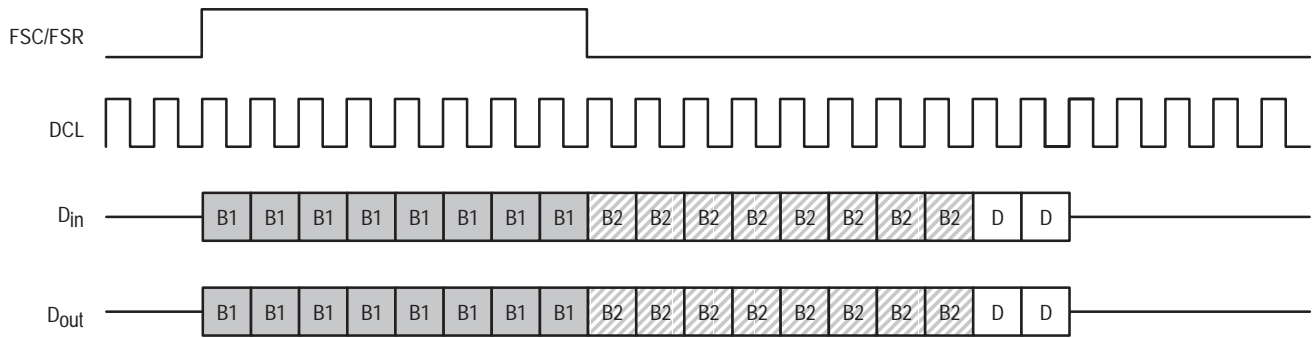 FSC/FSR
DCL
Din B1 B1 B1 B1 B1 B1 B1 B1 B2 B2 B2 B2 B2 B2 B2 B2 D D
Dout B1 B1 B1 B1 B1 B1 B1 B1 B2 B2 B2 B2 B2 B2 B2 B2 D D